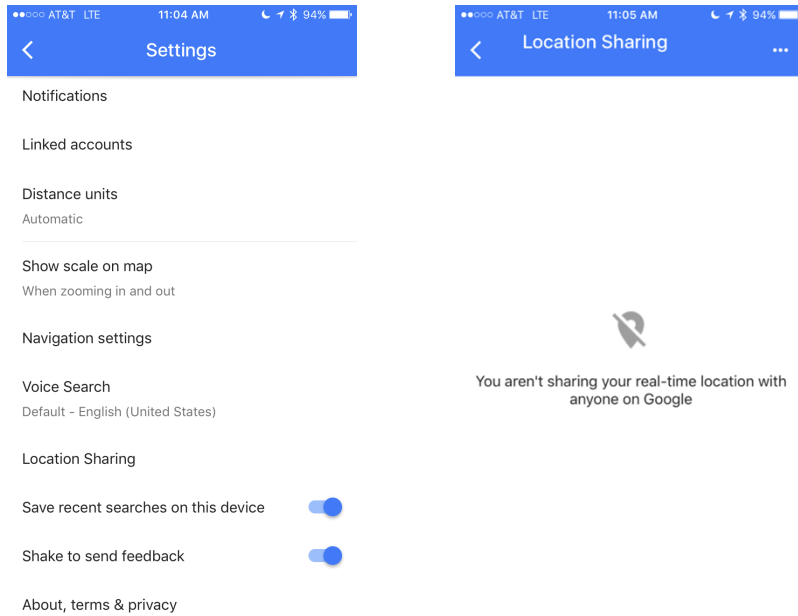 ●●○○○ AT&T LTE 11:04 AM 94%
Settings
Notifications
Linked accounts
Distance units
Automatic
Show scale on map
When zooming in and out
Navigation settings
Voice Search
Default - English (United States)
Location Sharing
Save recent searches on this device
Shake to send feedback
About, terms & privacy
●●○○○ AT&T LTE 11:05 AM 94%
Location Sharing
You aren't sharing your real-time location with
anyone on Google